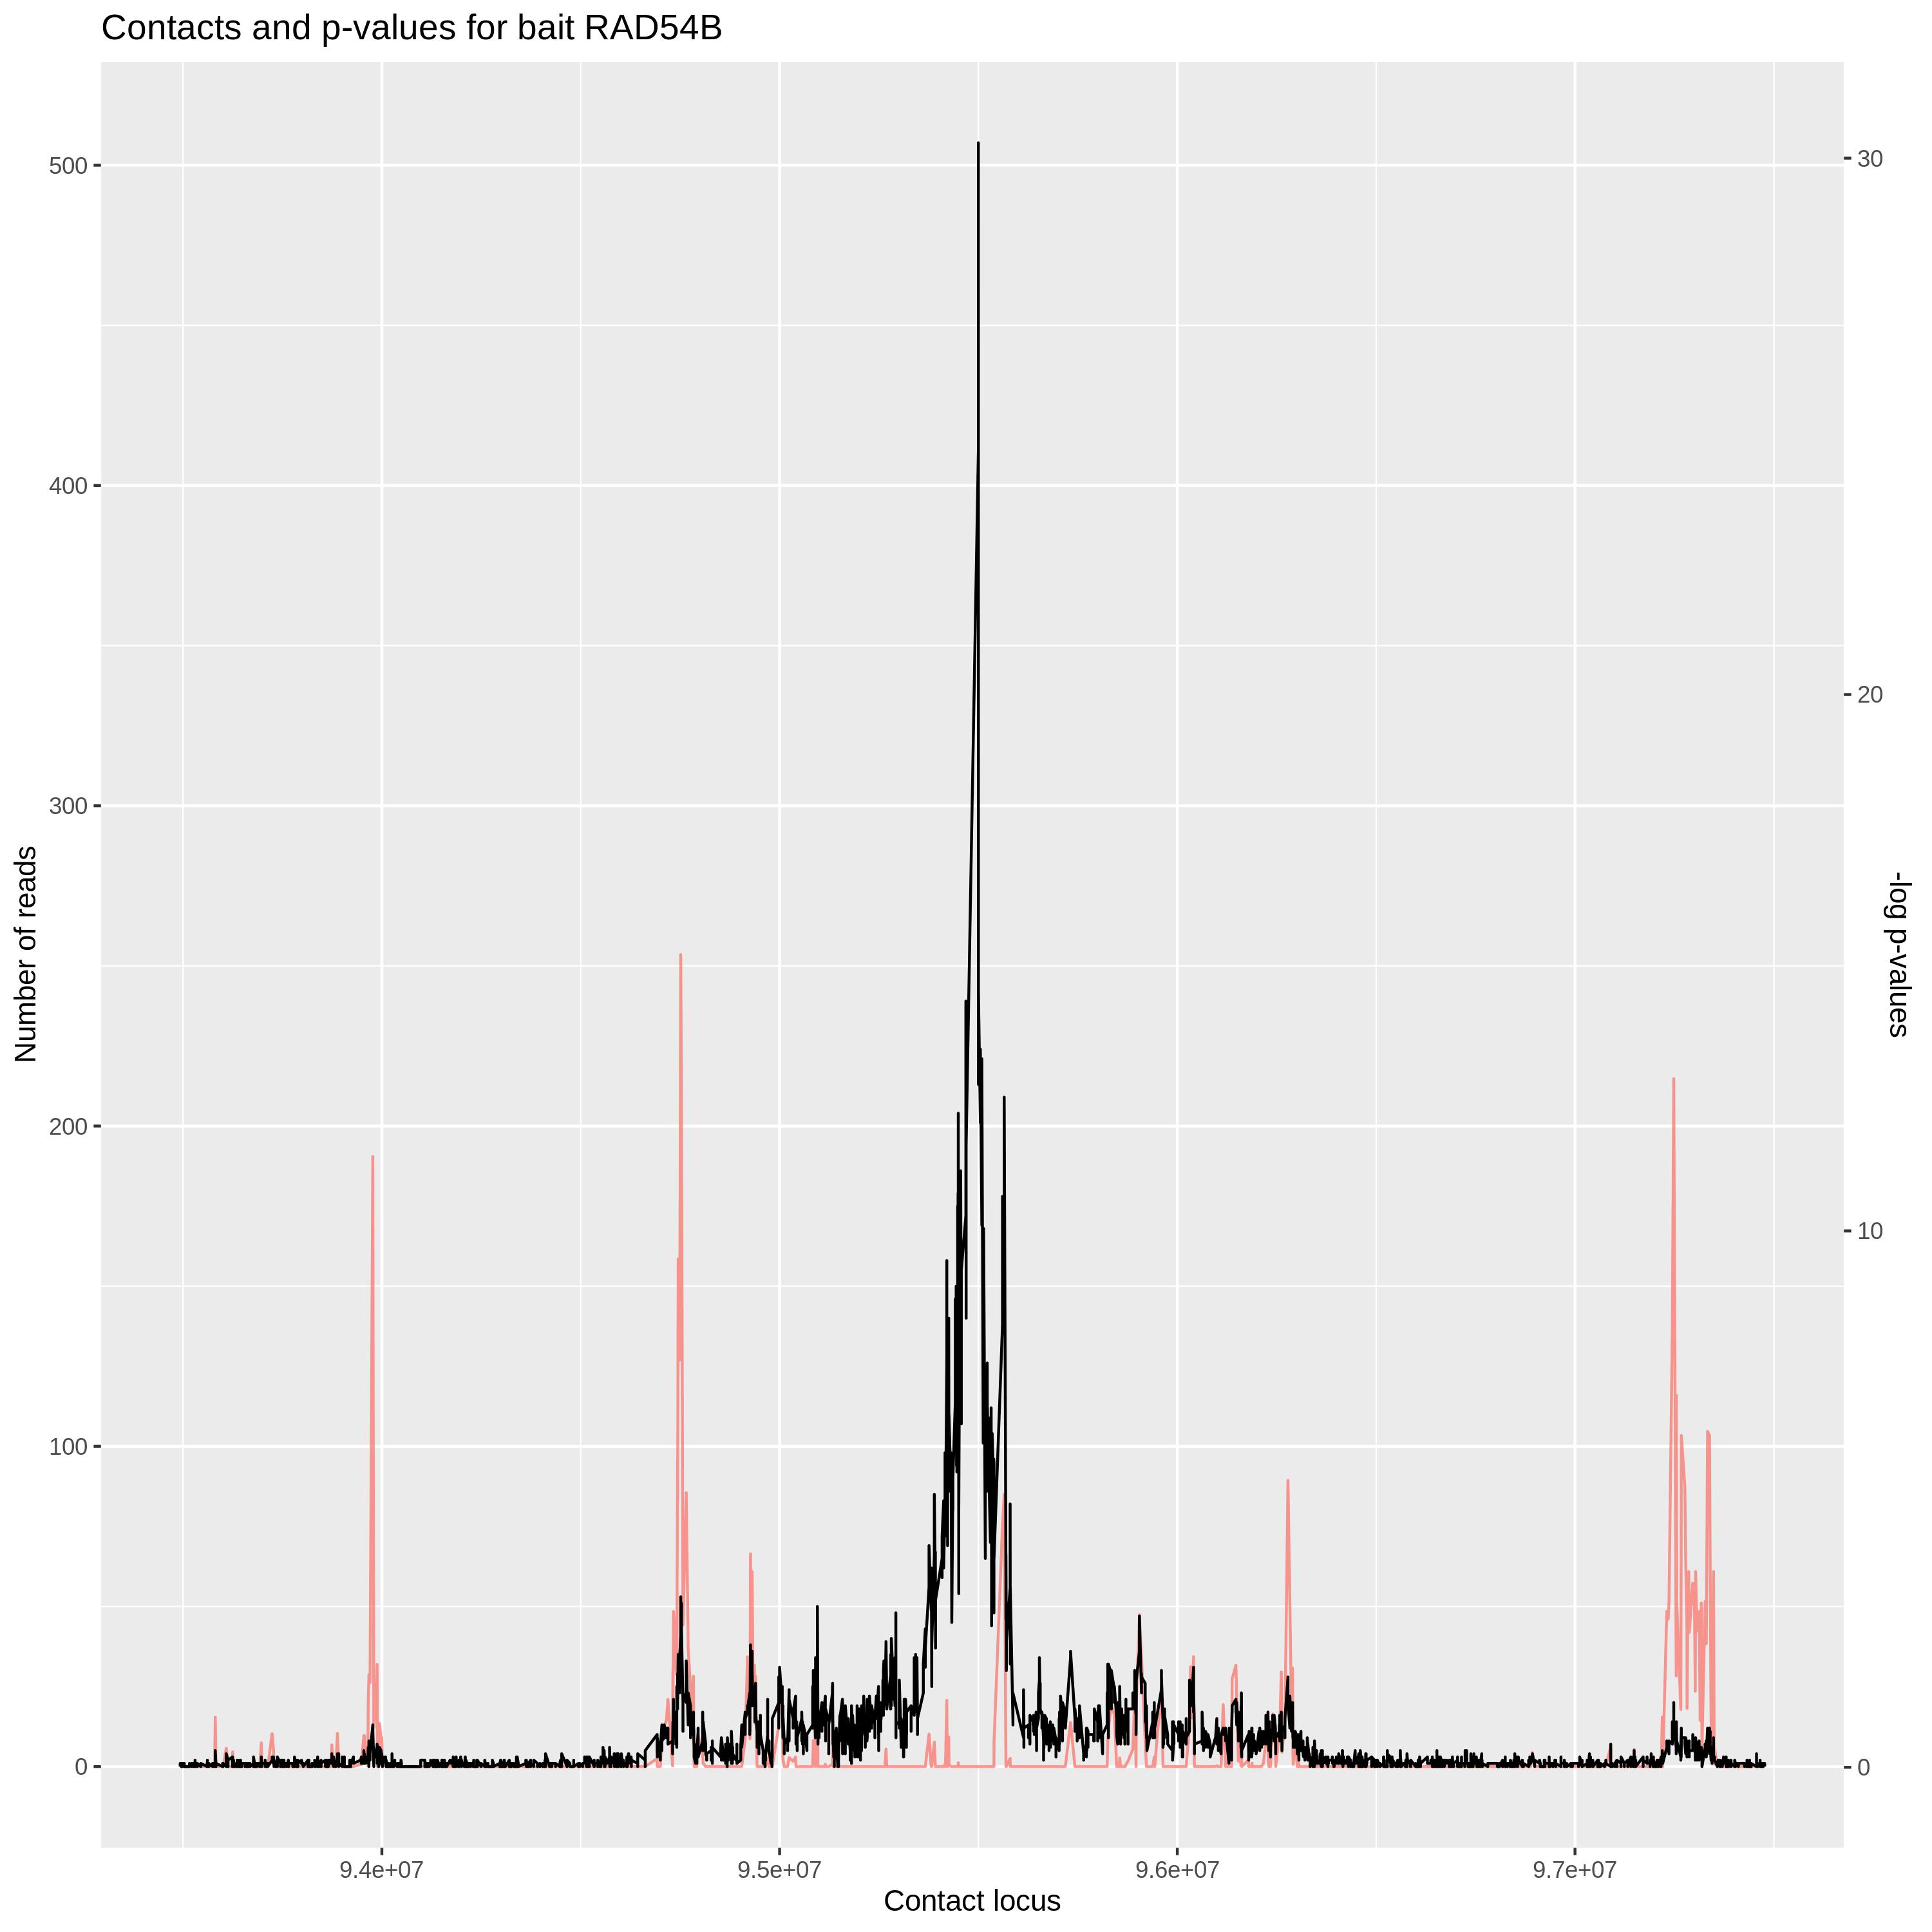 Contacts and p-values for bait RAD54B
500
400
300
200
100
0
Number of reads
30
20
10
0
-log p-values
9.4e+07
9.5e+07
9.6e+07
9.7e+07
Contact locus